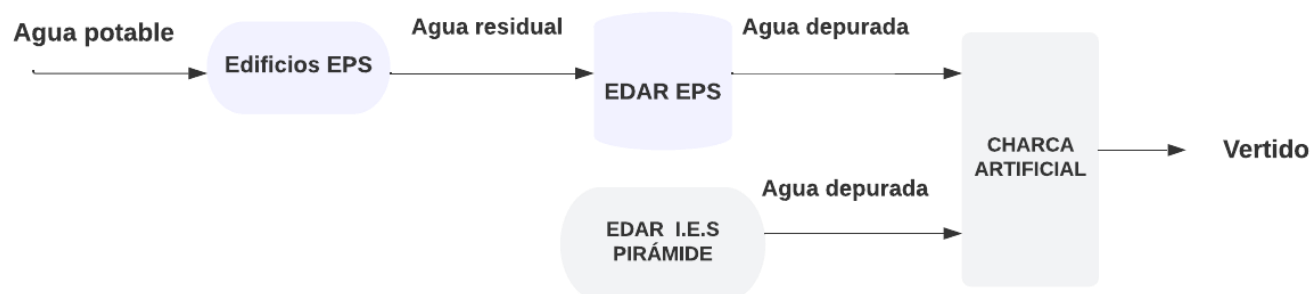 Agua potable
Edificios EPS
Agua residual
EDAR EPS
Agua depurada
CHARCA
ARTIFICIAL
Vertido
Agua depurada
EDAR I.E.S
PIRÁMIDE